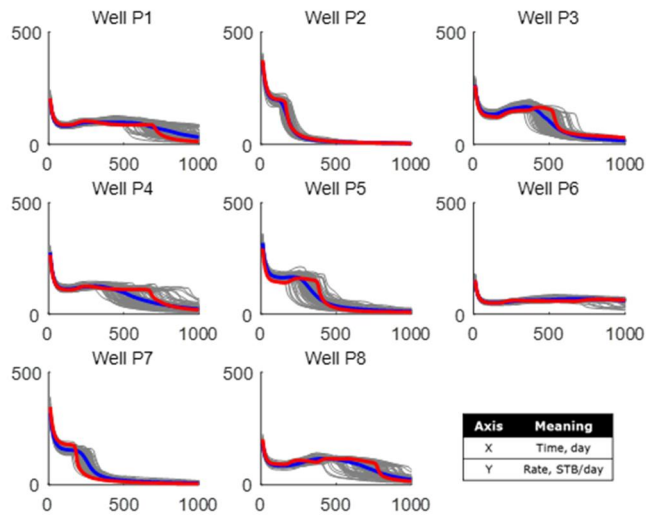 Well P1 Well P2 Well P3
500 500 500
0 0 0
0 500 1000 0 500 1000 0 500 1000
Well P4 Well P5 Well P6
500 500 500
0 0 0
0 500 1000 0 500 1000 0 500 1000
Well P7 Well P8
500 500
0 0
0 500 1000 0 500 1000
Axis Meaning
X Time, day
Y Rate, STB/day